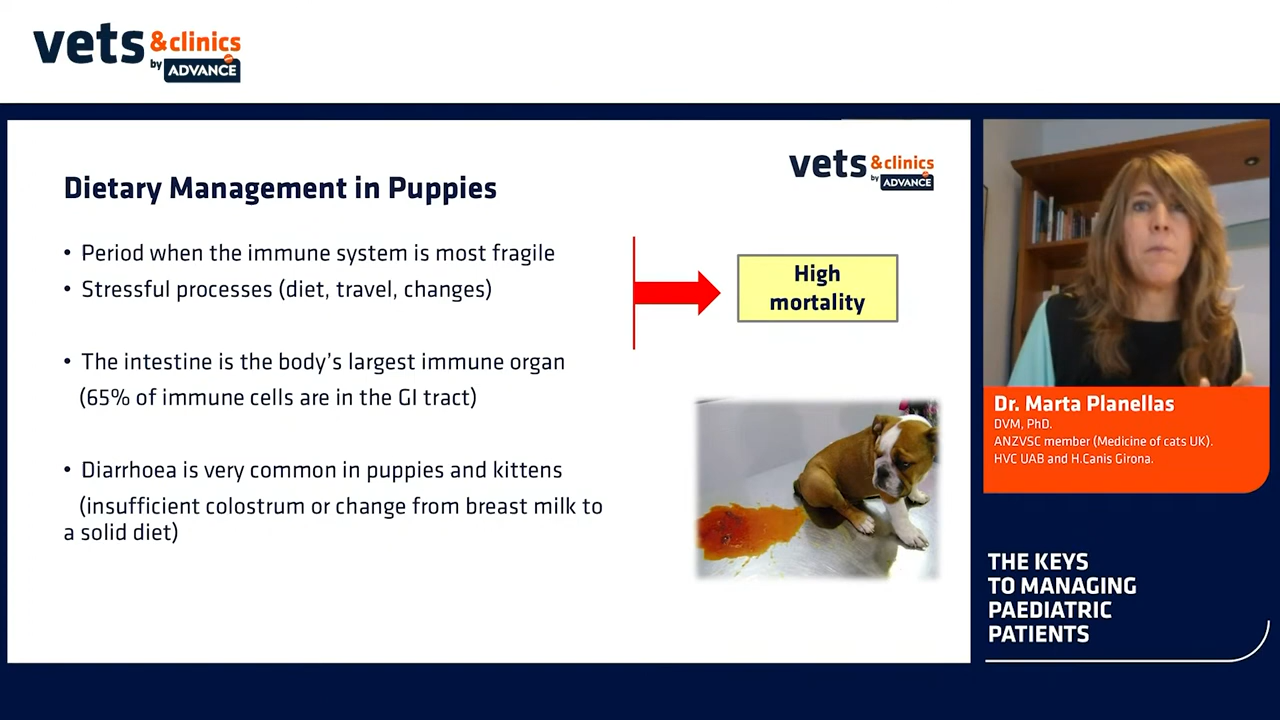 vets &clinics
by ADVANCE
vets &clinics
by ADVANCE
Dietary Management in Puppies
• Period when the immune system is most fragile
• Stressful processes (diet, travel, changes)
High
mortality
• The intestine is the body’s largest immune organ
(65% of immune cells are in the GI tract)
• Diarrhoea is very common in puppies and kittens
(insufficient colostrum or change from breast milk to
a solid diet)
Dr. Marta Planellas
DVM, PhD.
ANZVSC member (Medicine of cats UK).
HVC UAB and H.Canis Girona.
THE KEYS
TO MANAGING
PAEDIATRIC
PATIENTS